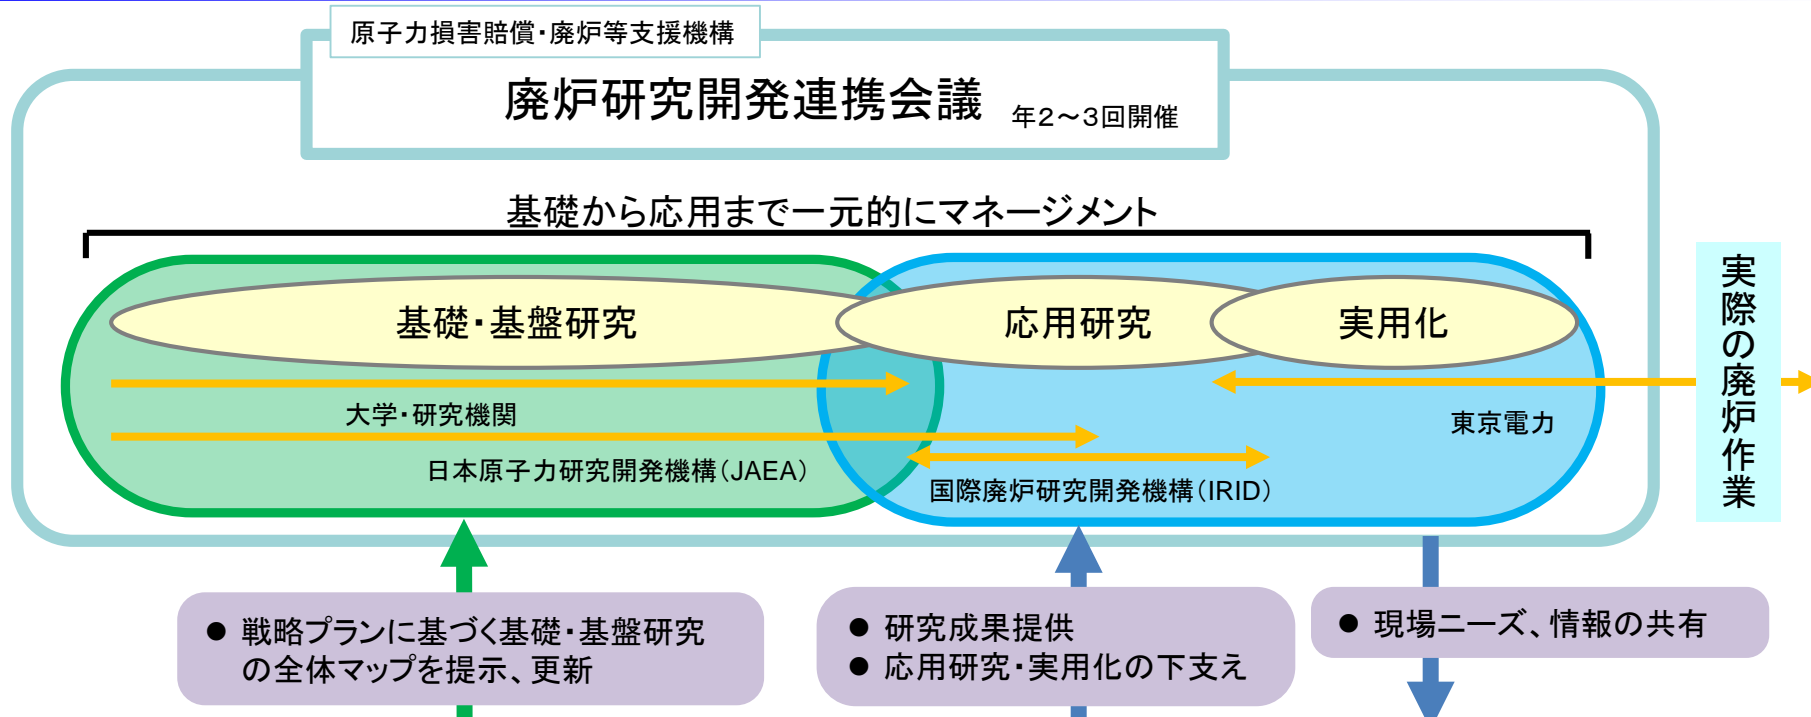 原子力損害賠償・廃炉等支援機構
廃炉研究開発連携会議 年2～3回開催
基礎から応用まで一元的にマネージメント
基礎・基盤研究
応用研究
実用化
大学・研究機関
日本原子力研究開発機構(JAEA)
国際廃炉研究開発機構(IRID)
東京電力
実際の廃炉作業
● 戦略プランに基づく基礎・基盤研究
の全体マップを提示、更新
● 研究成果提供
● 応用研究・実用化の下支え
● 現場ニーズ、情報の共有